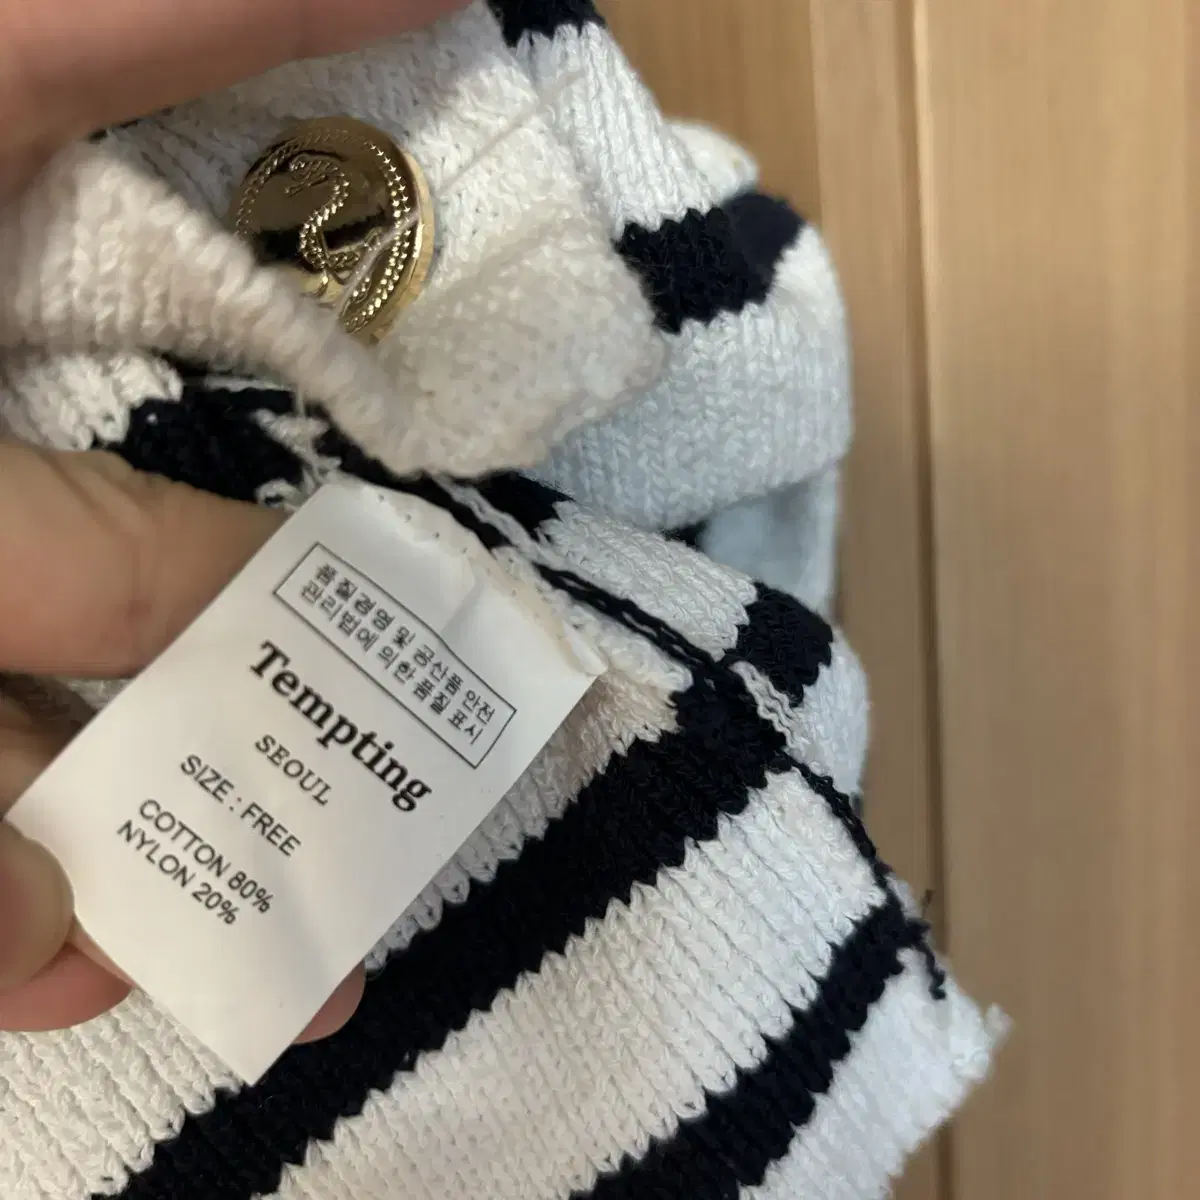 품질경영 및 공산품 안전
관리법에 의한 품질 표시
Tempting
SEOUL
SIZE : FREE
COTTON 80%
NYLON 20%